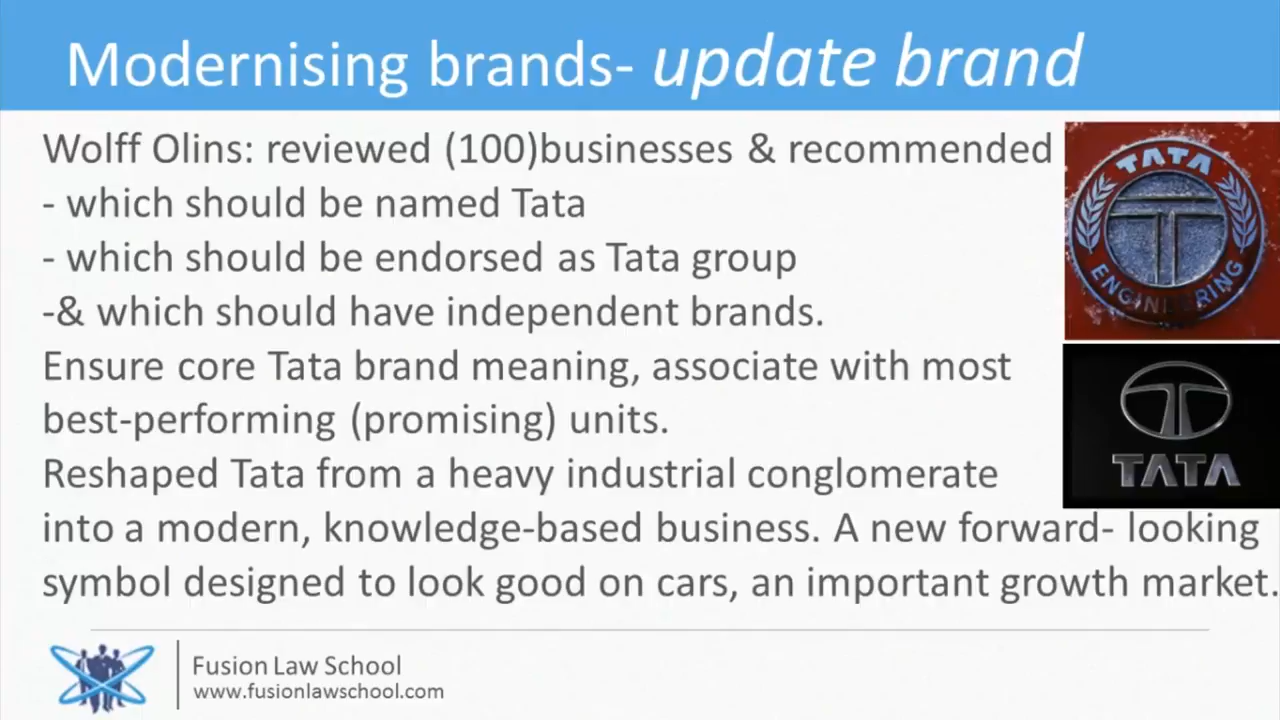 Modernising brands- update brand
Wolff Olins: reviewed (100)businesses & recommended
- which should be named Tata
- which should be endorsed as Tata group
-& which should have independent brands.
Ensure core Tata brand meaning, associate with most
best-performing (promising) units.
Reshaped Tata from a heavy industrial conglomerate
into a modern, knowledge-based business. A new forward- looking
symbol designed to look good on cars, an important growth market.
TATA
ENGINEERING
TATA
Fusion Law School
www.fusionlawschool.com